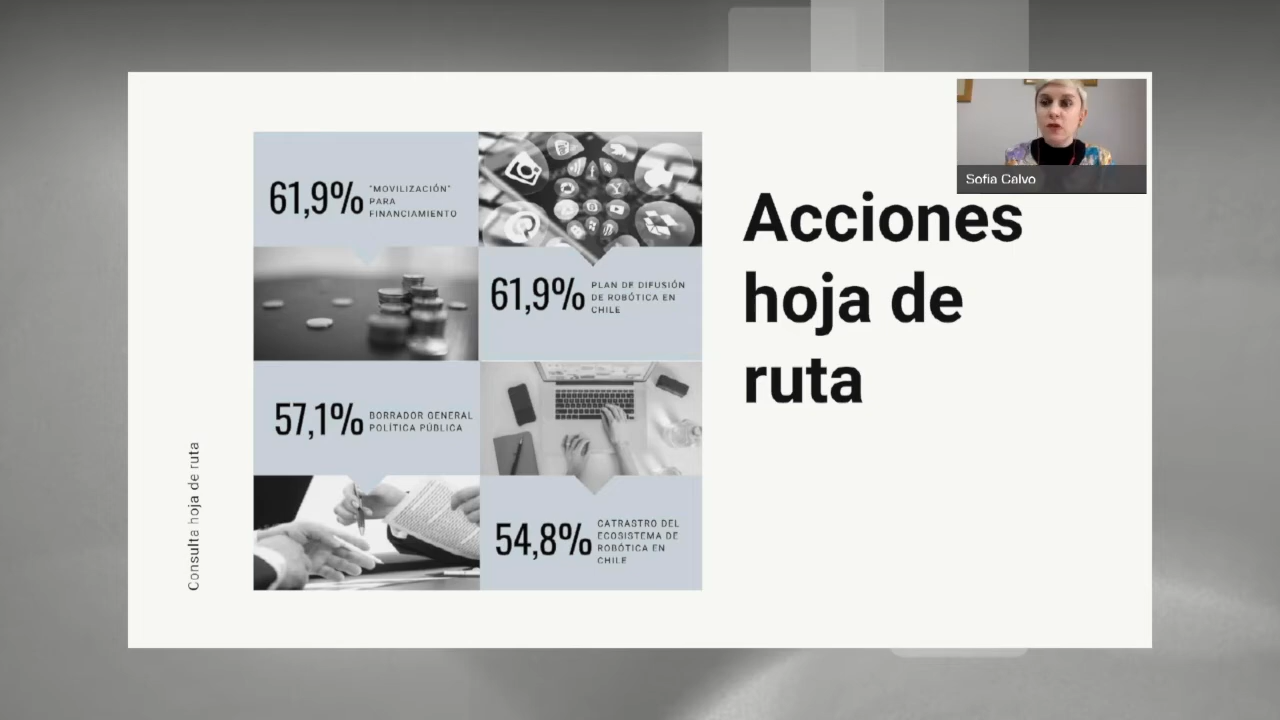 Sofia Calvo
Acciones
hoja de
ruta
61,9%
"MOVILIZACIÓN"
PARA
FINANCIAMIENTO
61,9%
PLAN DE DIFUSIÓN
DE ROBÓTICA EN
CHILE
57,1%
BORRADOR GENERAL
POLÍTICA PÚBLICA
54,8%
CATRASTRO DEL
ECOSISTEMA DE
ROBÓTICA EN
CHILE
Consulta hoja de ruta